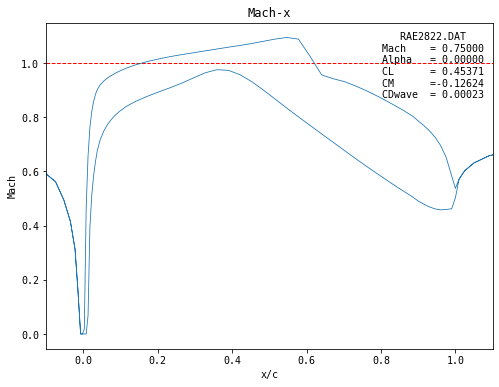 Mach-x
RAE2822.DAT
Mach    = 0.75000
Alpha   = 0.00000
CL      = 0.45371
CM      =-0.12624
CDwave  = 0.00023
Mach
1.0
0.8
0.6
0.4
0.2
0.0
0.0 0.2 0.4 0.6 0.8 1.0
x/c